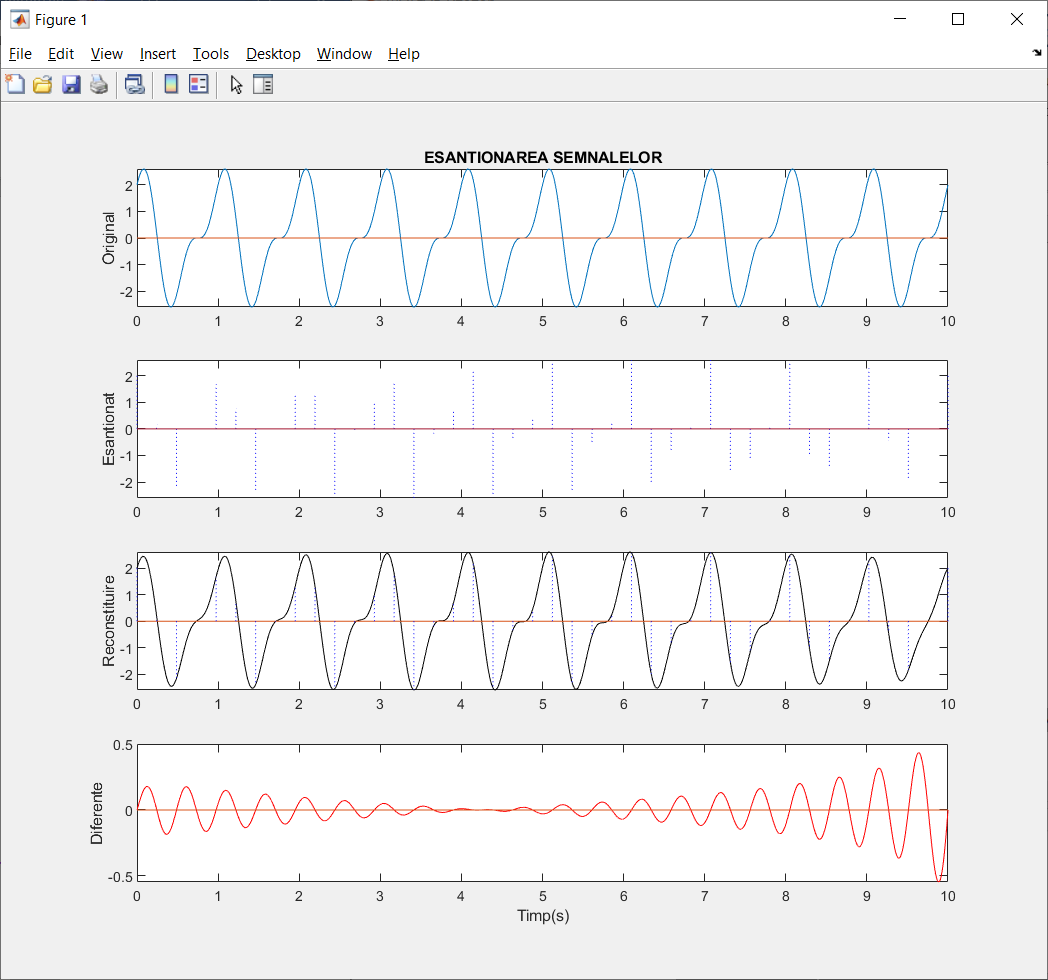 Figure 1
File Edit View Insert Tools Desktop Window Help
ESANTIONAREA SEMNALELOR
Original
2
1
0
-1
-2
0 1 2 3 4 5 6 7 8 9 10
Esantionat
2
1
0
-1
-2
0 1 2 3 4 5 6 7 8 9 10
Reconstituire
2
1
0
-1
-2
0 1 2 3 4 5 6 7 8 9 10
Diferente
0.5
0
-0.5
0 1 2 3 4 5 6 7 8 9 10
Timp(s)